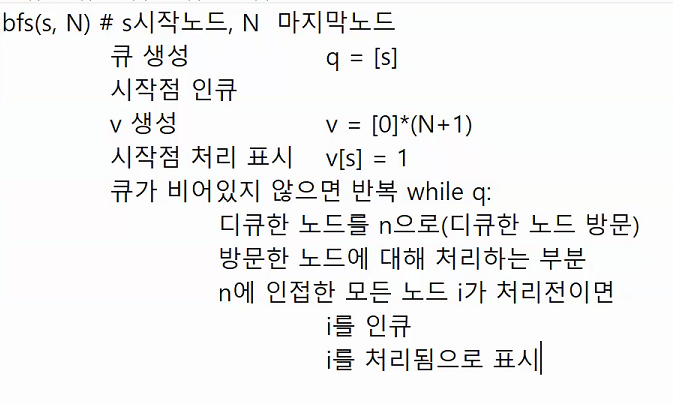 bfs(s, N) # s시작노드, N 마지막노드
큐 생성 q = [s]
시작점 인큐
v 생성 v = [0]*(N+1)
시작점 처리 표시 v[s] = 1
큐가 비어있지 않으면 반복 while q:
디큐한 노드를 n으로(디큐한 노드 방문)
방문한 노드에 대해 처리하는 부분
n에 인접한 모든 노드 i가 처리전이면
i를 인큐
i를 처리됨으로 표시